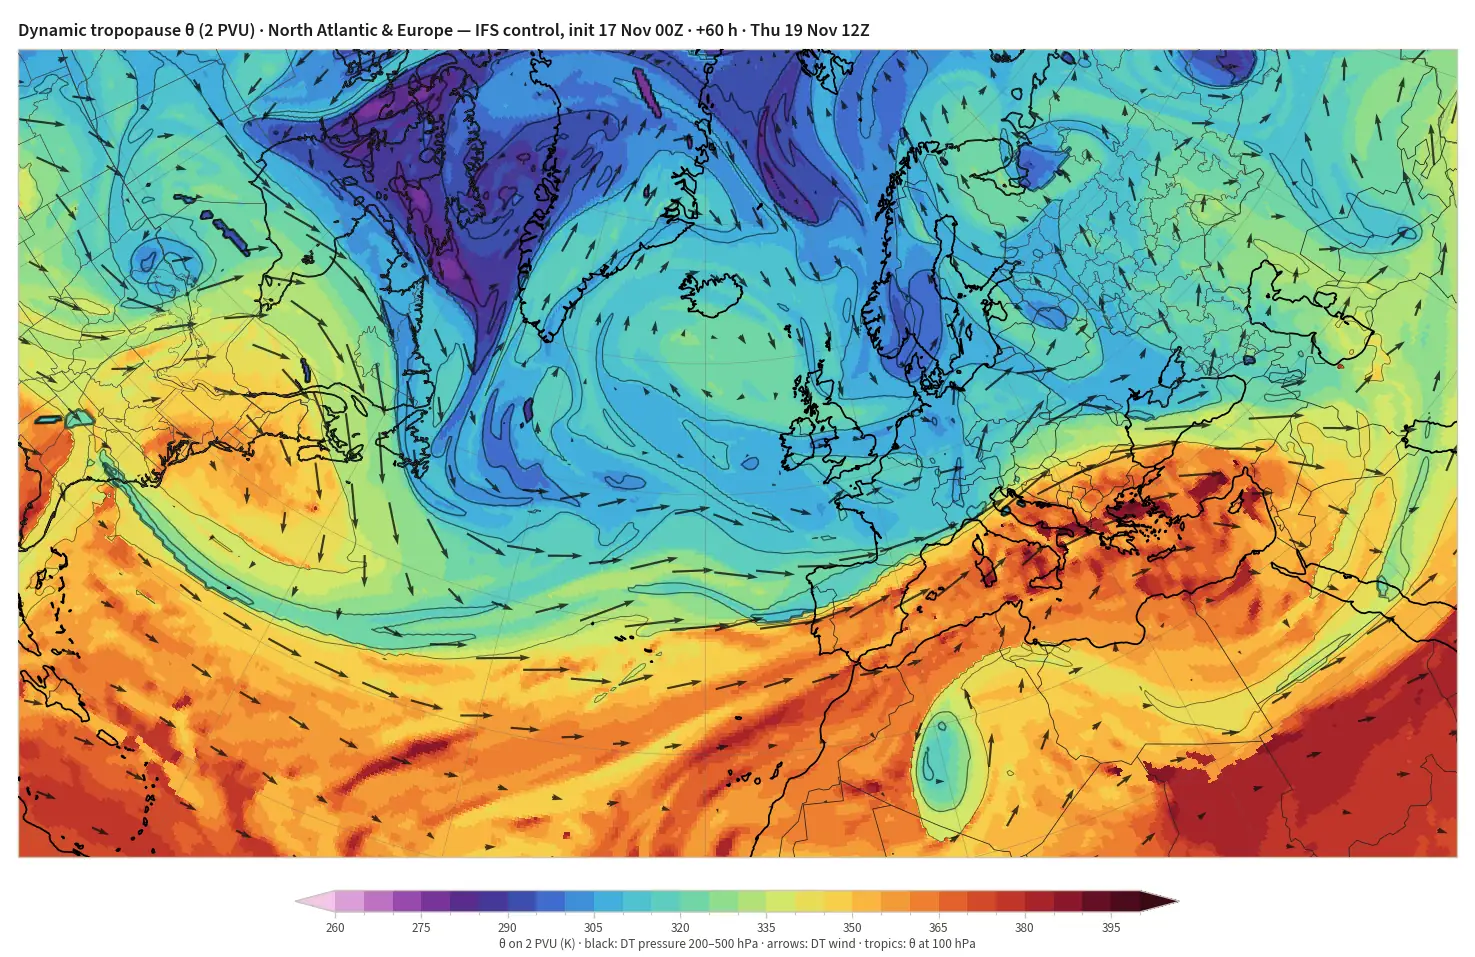 Dynamic tropopause θ (2 PVU) · North Atlantic & Europe — IFS control, init 17 Nov 00Z · +60 h · Thu 19 Nov 12Z
260 275 290 305 320 335 350 365 380 395
θ on 2 PVU (K) · black: DT pressure 200–500 hPa · arrows: DT wind · tropics: θ at 100 hPa